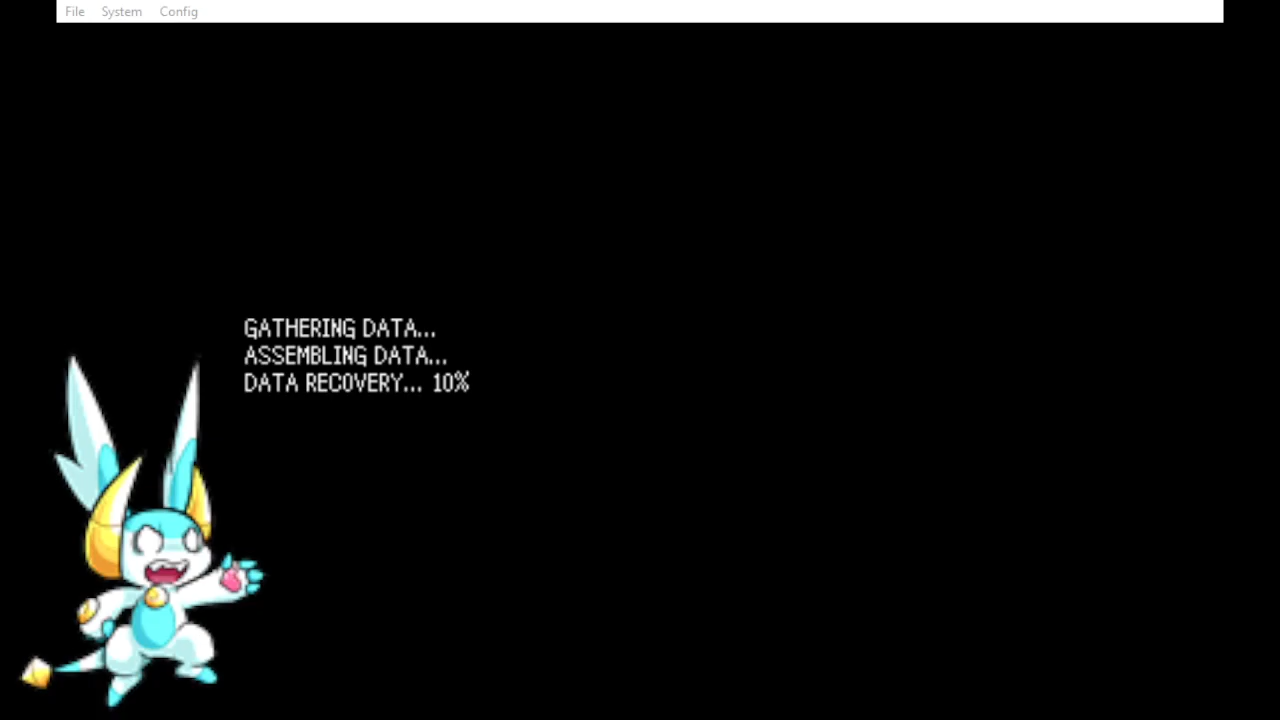 File System Config
GATHERING DATA...
ASSEMBLING DATA...
DATA RECOVERY... 10%